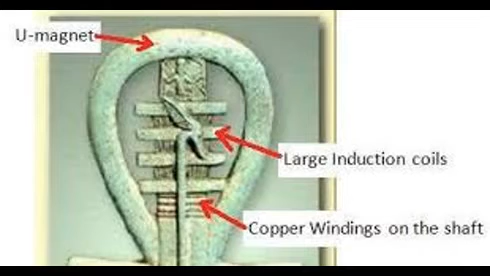 U-magnet
Large Induction coils
Copper Windings on the shaft